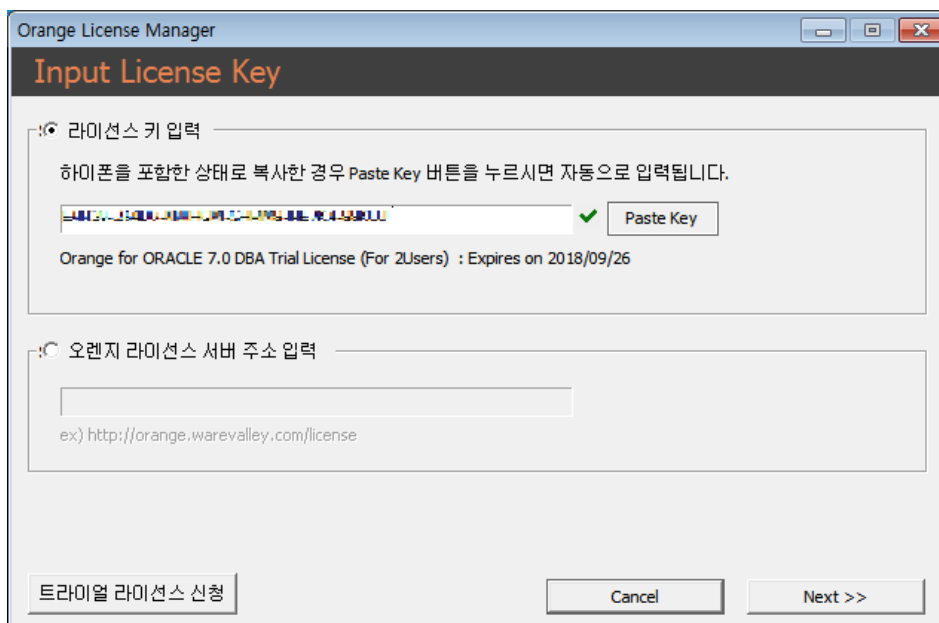 Orange License Manager
Input License Key
라이선스 키 입력
하이폰을 포함한 상태로 복사한 경우 Paste Key 버튼을 누르시면 자동으로 입력됩니다.
Paste Key
Orange for ORACLE 7.0 DBA Trial License (For 2Users) : Expires on 2018/09/26
오렌지 라이선스 서버 주소 입력
ex) http://orange.warevalley.com/license
트라이얼 라이선스 신청
Cancel
Next >>